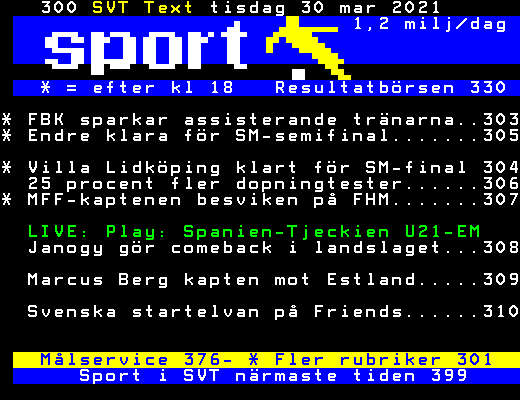 300 SVT Text tisdag 30 mar 2021
1,2 milj/dag
sport
* = efter kl 18 Resultatbörsen 330
* FBK sparkar assisterande tränarna..303
* Endre klara för SM-semifinal.......305
* Villa Lidköping klart för SM-final 304
25 procent fler dopningtester......306
* MFF-kaptenen besviken på FHM.......307
LIVE: Play: Spanien-Tjeckien U21-EM
Janogy gör comeback i landslaget...308
Marcus Berg kapten mot Estland.....309
Svenska startelvan på Friends......310
Målservice 376- * Fler rubriker 301
Sport i SVT närmaste tiden 399